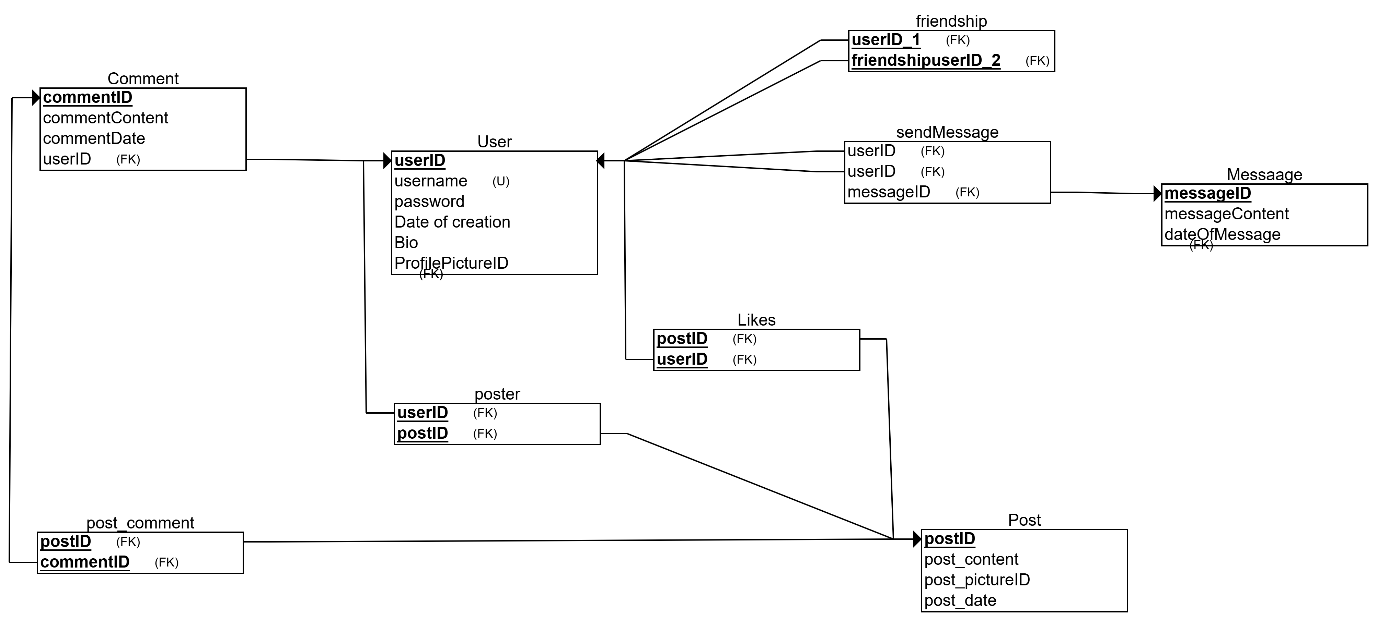 friendship
userID_1 (FK)
friendshipuserID_2 (FK)
Comment
commentID
commentContent
commentDate
userID (FK)
User
userID
username (U)
password
Date of creation
Bio
ProfilePictureID
(FK)
sendMessage
userID (FK)
userID (FK)
messageID (FK)
Messaage
messageID
messageContent
dateOfMessage
(FK)
Likes
postID (FK)
userID (FK)
poster
userID (FK)
postID (FK)
post_comment
postID (FK)
commentID (FK)
Post
postID
post_content
post_pictureID
post_date